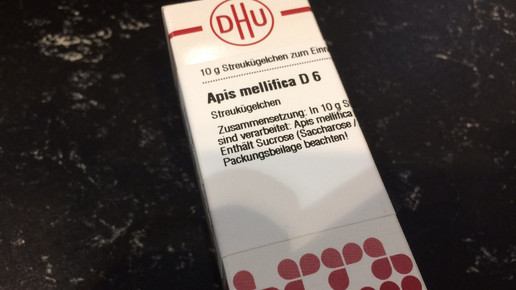 DHU
10 g Streukügelchen zum Einn
Apis mellifica D 6
Streukügelchen
Zusammensetzung: In 10 g S
sind verarbeitet: Apis mellifica
Enthält Sucrose (Saccharose /
Packungsbeilage beachten!